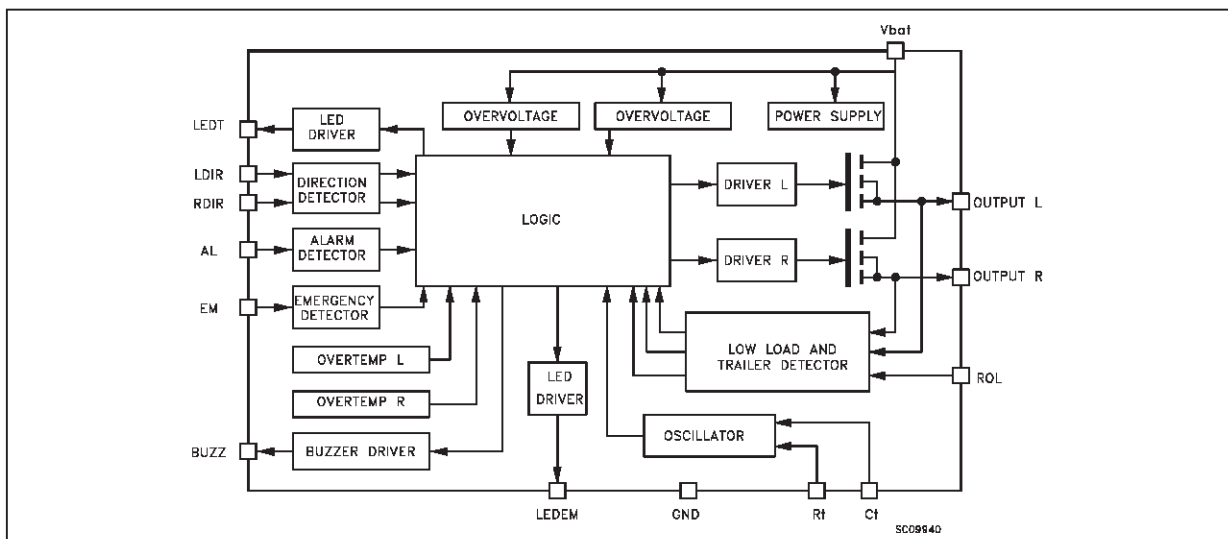 Vbat
OVERVOLTAGE
OVERVOLTAGE
POWER SUPPLY
LEDT
LED
DRIVER
LDIR
RDIR
DIRECTION
DETECTOR
AL
ALARM
DETECTOR
EM
EMERGENCY
DETECTOR
OVERTEMP L
OVERTEMP R
BUZZ
BUZZER DRIVER
LOGIC
DRIVER L
DRIVER R
OUTPUT L
OUTPUT R
LOW LOAD AND
TRAILER DETECTOR
ROL
LED
DRIVER
OSCILLATOR
LEDEM
GND
Rt
Ct
SC09940